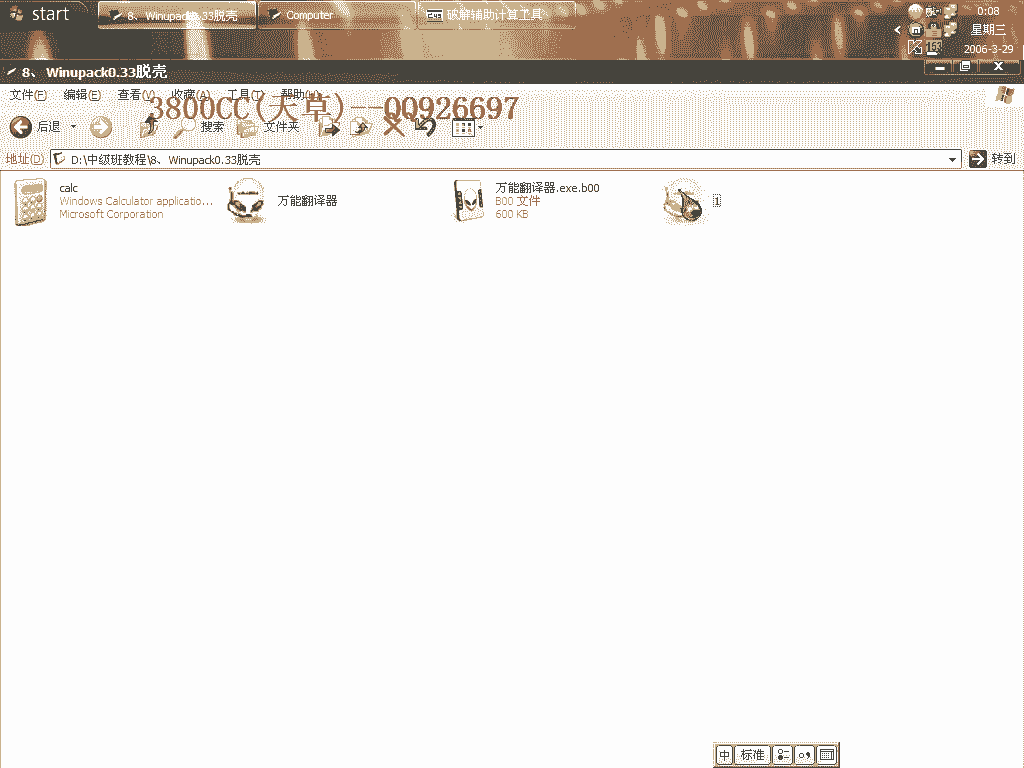 start
8、Winupack0.33脱壳
Computer
破解辅助计算工具
0:08
星期三
2006-3-29
8、Winupack0.33脱壳
文件(F) 编辑(E) 查看(V) 收藏(A) 工具(T) 帮助(H)
3800CC(天草)--QQ926697
后退 搜索 文件夹
地址(D) D:\中级班教程\8、Winupack0.33脱壳 转到
calc
Windows Calculator applicatio...
Microsoft Corporation
万能翻译器
万能翻译器.exe.b00
B00 文件
600 KB
1
中 标准